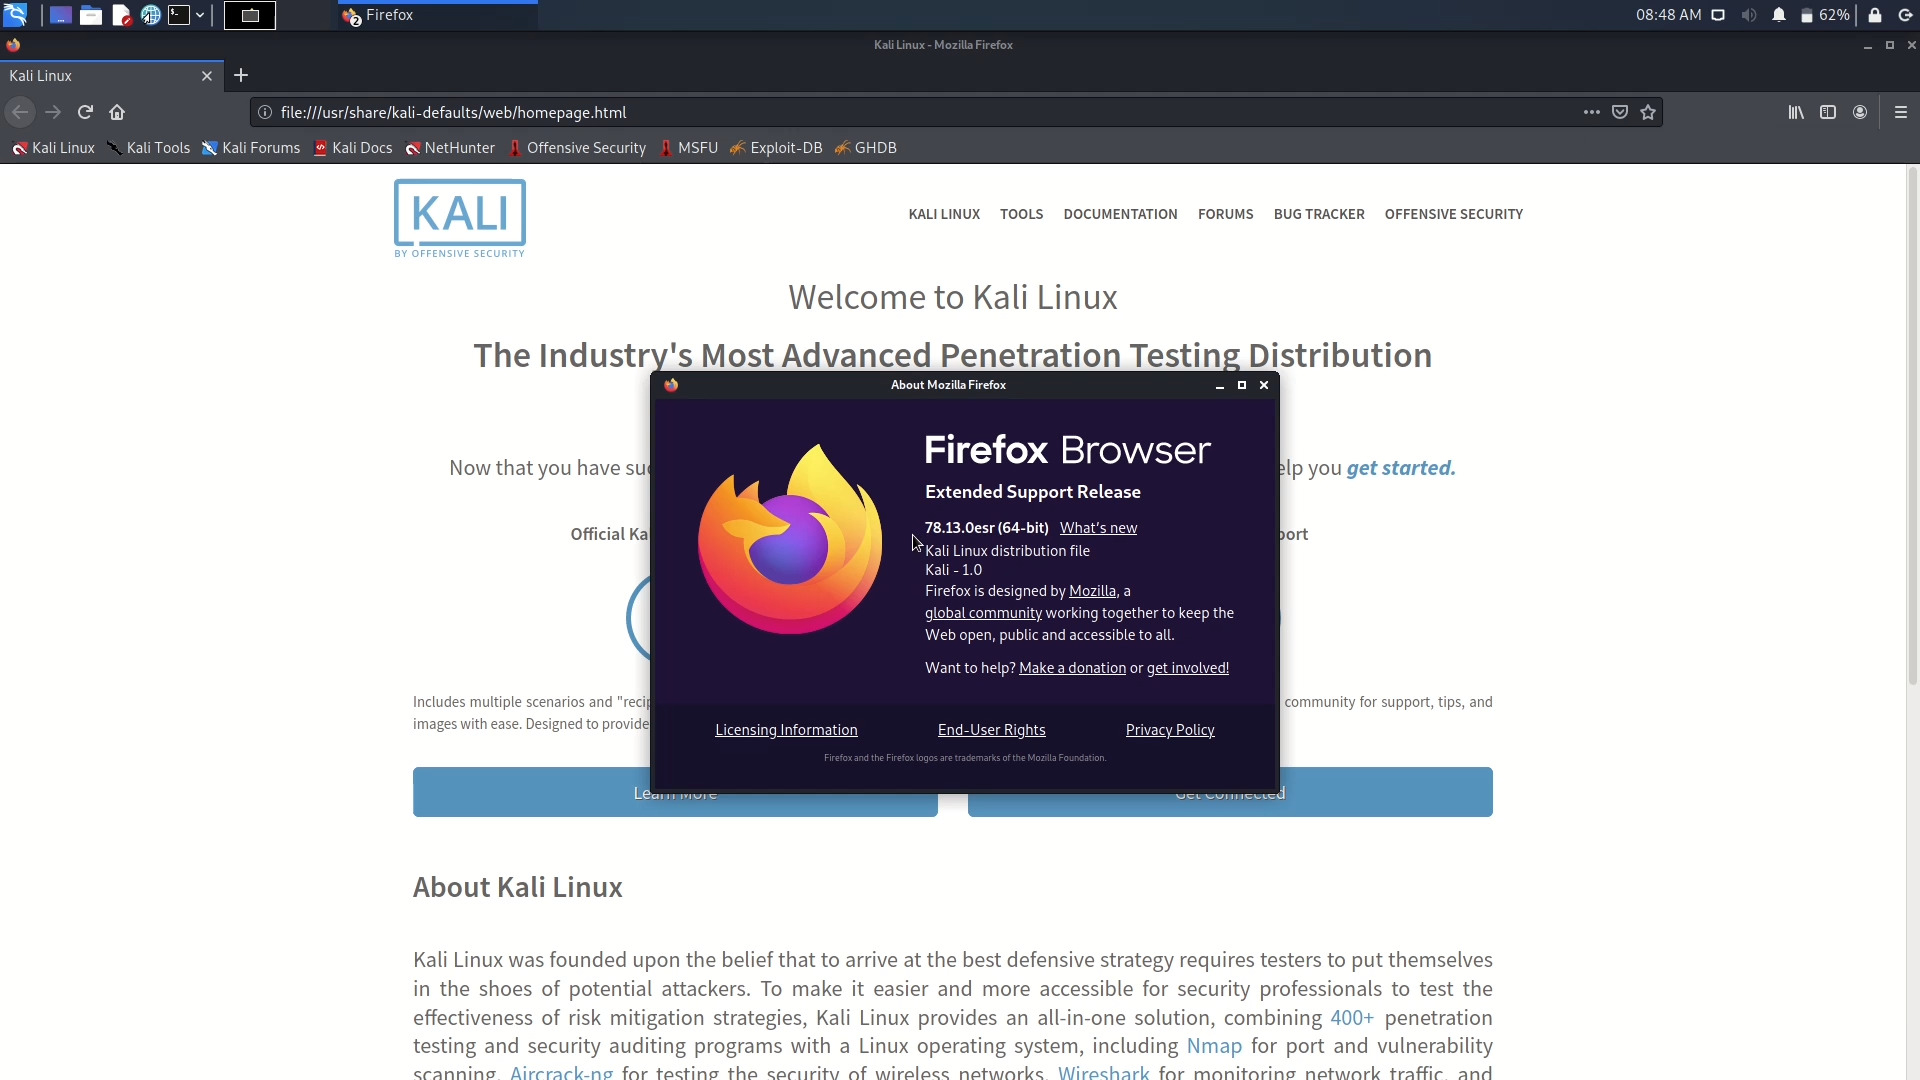 Firefox
2
08:48 AM
62%
Kali Linux - Mozilla Firefox
Kali Linux
file:///usr/share/kali-defaults/web/homepage.html
Kali Linux Kali Tools Kali Forums Kali Docs NetHunter Offensive Security MSFU Exploit-DB GHDB
KALI
BY OFFENSIVE SECURITY
KALI LINUX TOOLS DOCUMENTATION FORUMS BUG TRACKER OFFENSIVE SECURITY
Welcome to Kali Linux
The Industry's Most Advanced Penetration Testing Distribution
About Mozilla Firefox
Firefox Browser
Extended Support Release
78.13.0esr (64-bit) What's new
Kali Linux distribution file
Kali - 1.0
Firefox is designed by Mozilla, a
global community working together to keep the
Web open, public and accessible to all.
Want to help? Make a donation or get involved!
Licensing Information End-User Rights Privacy Policy
Firefox and the Firefox logos are trademarks of the Mozilla Foundation.
Now that you have
you get started.
Official
Includes multiple scenarios and
community for support, tips, and
images with ease. Designed to provide
Learn More
Get Connected
About Kali Linux
Kali Linux was founded upon the belief that to arrive at the best defensive strategy requires testers to put themselves
in the shoes of potential attackers. To make it easier and more accessible for security professionals to test the
effectiveness of risk mitigation strategies, Kali Linux provides an all-in-one solution, combining 400+ penetration
testing and security auditing programs with a Linux operating system, including Nmap for port and vulnerability
scanning, Aircrack-ng for testing the security of wireless networks, Wireshark for monitoring network traffic, and